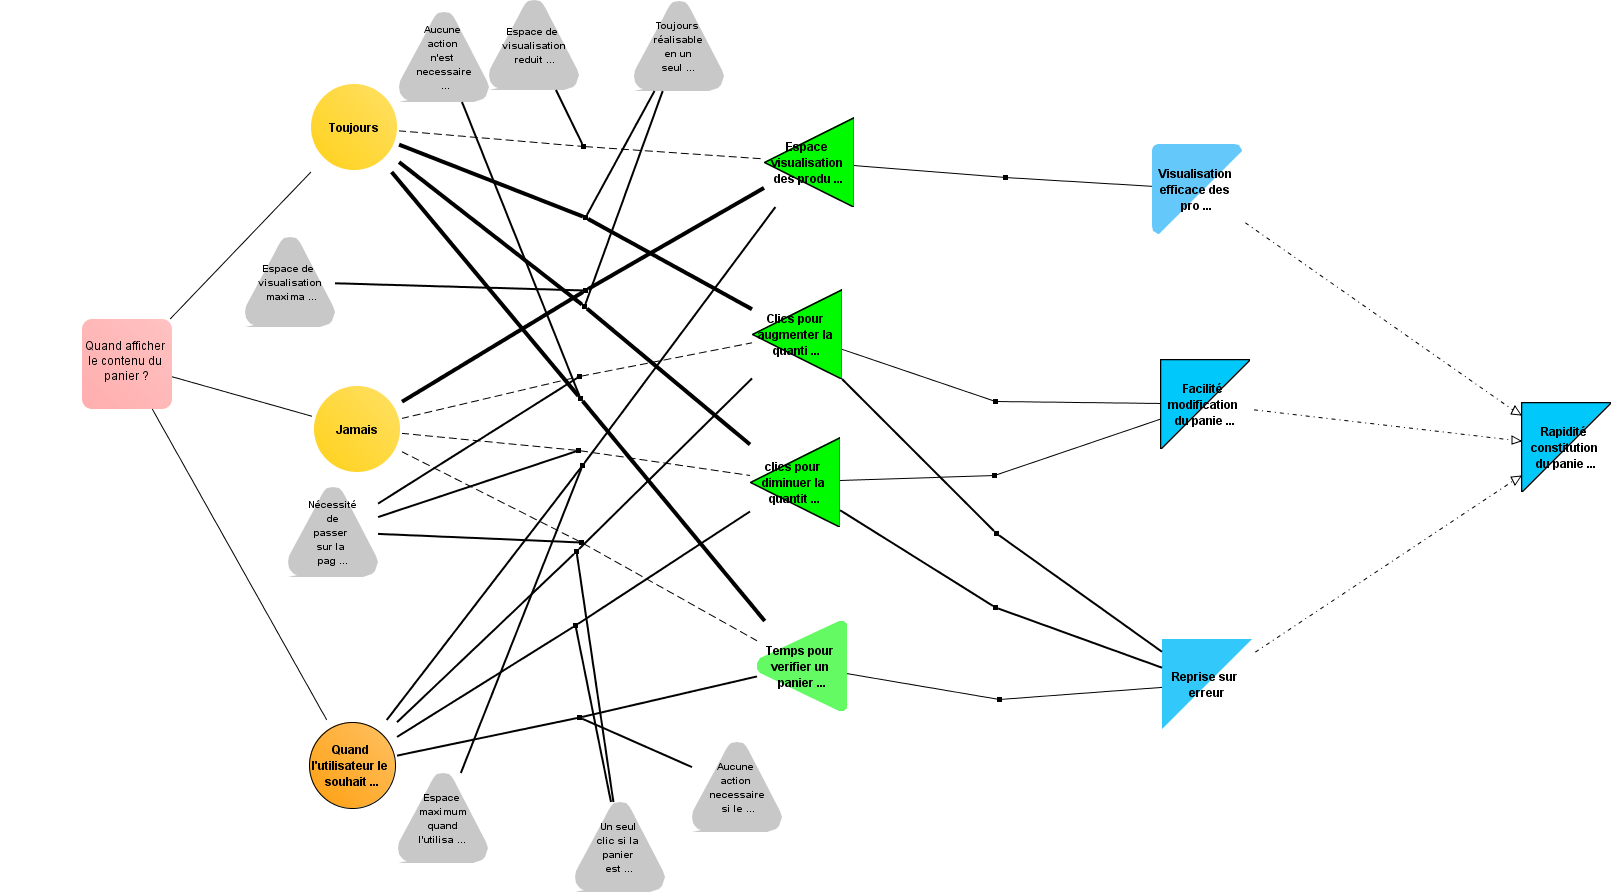 Aucune
action
n'est
necessaire
...
Espace de
visualisation
reduit ...
Toujours
réalisable
en un
seul ...
Toujours
Espace
visualisation
des produ ...
Visualisation
efficace des
pro ...
Espace de
visualisation
maxima ...
Quand afficher
le contenu du
panier ?
Clics pour
augmenter la
quanti ...
Facilité
modification
du panie ...
Jamais
Rapidité
constitution
du panie ...
clics pour
diminuer la
quantit ...
Nécessité
de
passer
sur la
pag ...
Temps pour
verifier un
panier ...
Reprise sur
erreur
Quand
l'utilisateur le
souhait ...
Espace
maximum
quand
l'utilisa ...
Un seul
clic si la
panier
est ...
Aucune
action
necessaire
si le ...